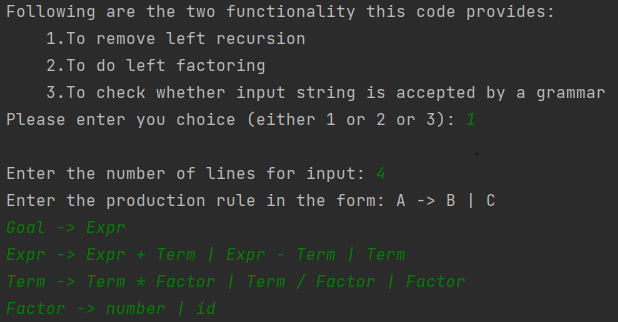 Following are the two functionality this code provides:
1.To remove left recursion
2.To do left factoring
3.To check whether input string is accepted by a grammar
Please enter you choice (either 1 or 2 or 3): 1
Enter the number of lines for input: 4
Enter the production rule in the form: A -> B | C
Goal -> Expr
Expr -> Expr + Term | Expr - Term | Term
Term -> Term * Factor | Term / Factor | Factor
Factor -> number | id